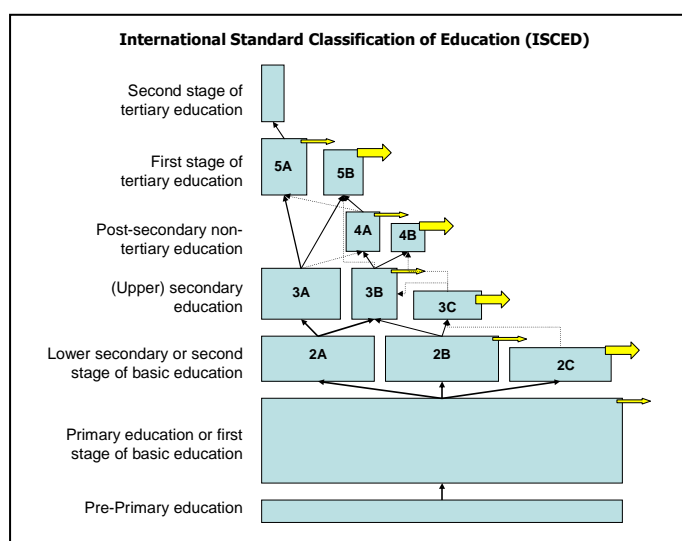 International Standard Classification of Education (ISCED)
Second stage of
tertiary education
First stage of
tertiary education
5A
5B
Post-secondary non-
tertiary education
4A
4B
(Upper) secondary
education
3A
3B
3C
Lower secondary or second
stage of basic education
2A
2B
2C
Primary education or first
stage of basic education
Pre-Primary education